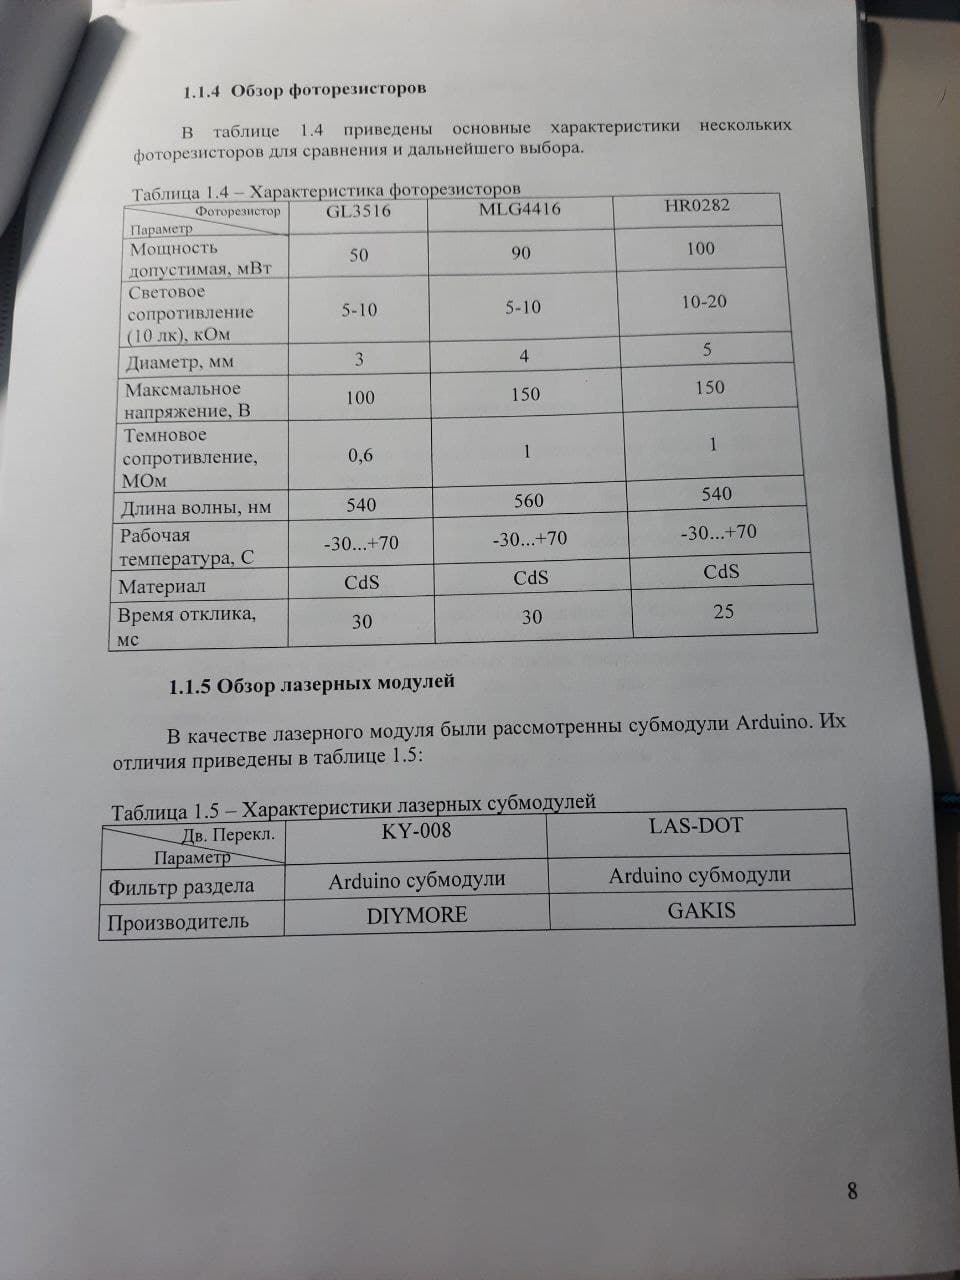 1.1.4 Обзор фоторезисторов
В таблице 1.4 приведены основные характеристики нескольких
фоторезисторов для сравнения и дальнейшего выбора.
Таблица 1.4 – Характеристика фоторезисторов
Фоторезистор
Параметр
GL3516 MLG4416 HR0282
Мощность
допустимая, мВт
50 90 100
Световое
сопротивление
(10 лк), кОм
5-10 5-10 10-20
Диаметр, мм 3 4 5
Максмальное
напряжение, В
100 150 150
Темновое
сопротивление,
МОм
0,6 1 1
Длина волны, нм 540 560 540
Рабочая
температура, С
-30...+70 -30...+70 -30...+70
Материал CdS CdS CdS
Время отклика,
мс
30 30 25
1.1.5 Обзор лазерных модулей
В качестве лазерного модуля были рассмотренны субмодули Arduino. Их
отличия приведены в таблице 1.5:
Таблица 1.5 – Характеристики лазерных субмодулей
Дв. Перекл.
Параметр
KY-008 LAS-DOT
Фильтр раздела Arduino субмодули Arduino субмодули
Производитель DIYMORE GAKIS
8